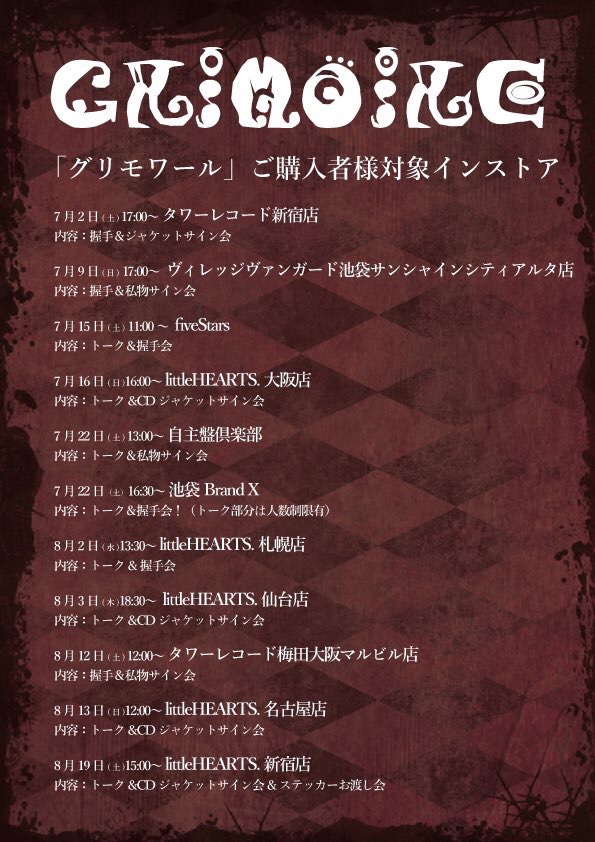 GRiMOiRE
「グリモワール」ご購入者様対象インストア
7月2日(土)17:00〜 タワーレコード新宿店
内容：握手＆ジャケットサイン会
7月9日(日)17:00〜 ヴィレッジヴァンガード池袋サンシャインシティアルタ店
内容：握手＆私物サイン会
7月15日(土)11:00〜 fiveStars
内容：トーク＆握手会
7月16日(日)16:00〜 littleHEARTS. 大阪店
内容：トーク&CDジャケットサイン会
7月22日(土)13:00〜 自主盤倶楽部
内容：トーク＆私物サイン会
7月22日(土) 16:30〜 池袋 Brand X
内容：トーク＆握手会！（トーク部分は人数制限有）
8月2日(水)13:30〜 littleHEARTS. 札幌店
内容：トーク & 握手会
8月3日(木)18:30〜 littleHEARTS. 仙台店
内容：トーク&CDジャケットサイン会
8月12日(土)12:00〜 タワーレコード梅田大阪マルビル店
内容：握手＆私物サイン会
8月13日(日)12:00〜 littleHEARTS. 名古屋店
内容：トーク&CDジャケットサイン会
8月19日(土)15:00〜 littleHEARTS. 新宿店
内容：トーク&CDジャケットサイン会 & ステッカーお渡し会